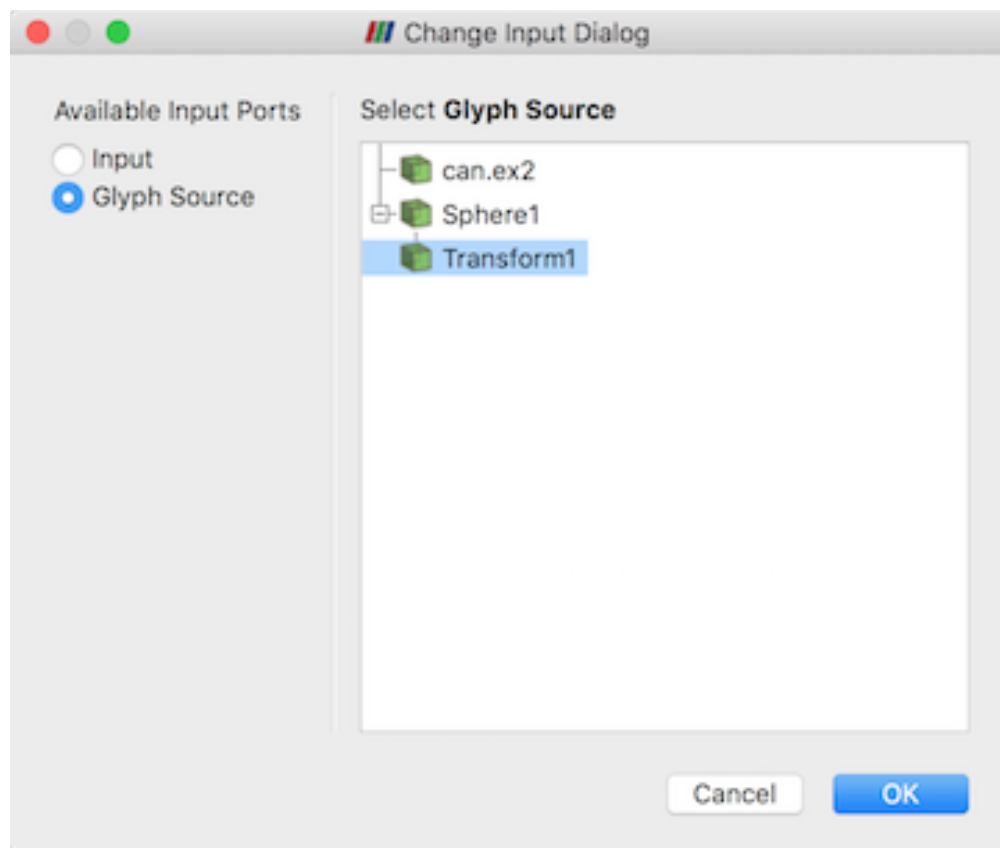 Change Input Dialog
Available Input Ports
Input
Glyph Source
Select Glyph Source
can.ex2
Sphere1
Transform1
Cancel
OK